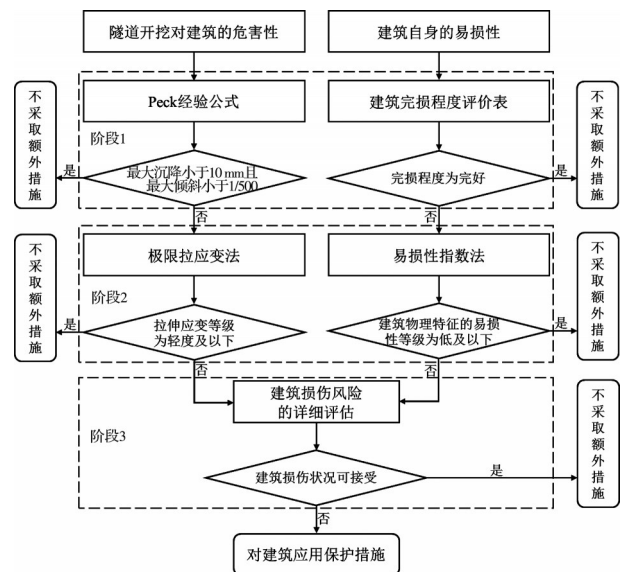 隧道开挖对建筑的危害性
建筑自身的易损性
不采取额外措施
Peck经验公式
建筑完损程度评价表
不采取额外措施
阶段1
是
最大沉降小于10 mm且
最大倾斜小于1/500
完损程度为完好
是
否
否
不采取额外措施
极限拉应变法
易损性指数法
不采取额外措施
阶段2
是
拉伸应变等级
为轻度及以下
建筑物理特征的易损
性等级为低及以下
是
否
否
建筑损伤风险
的详细评估
不采取额外措施
阶段3
建筑损伤状况可接受
是
否
对建筑应用保护措施